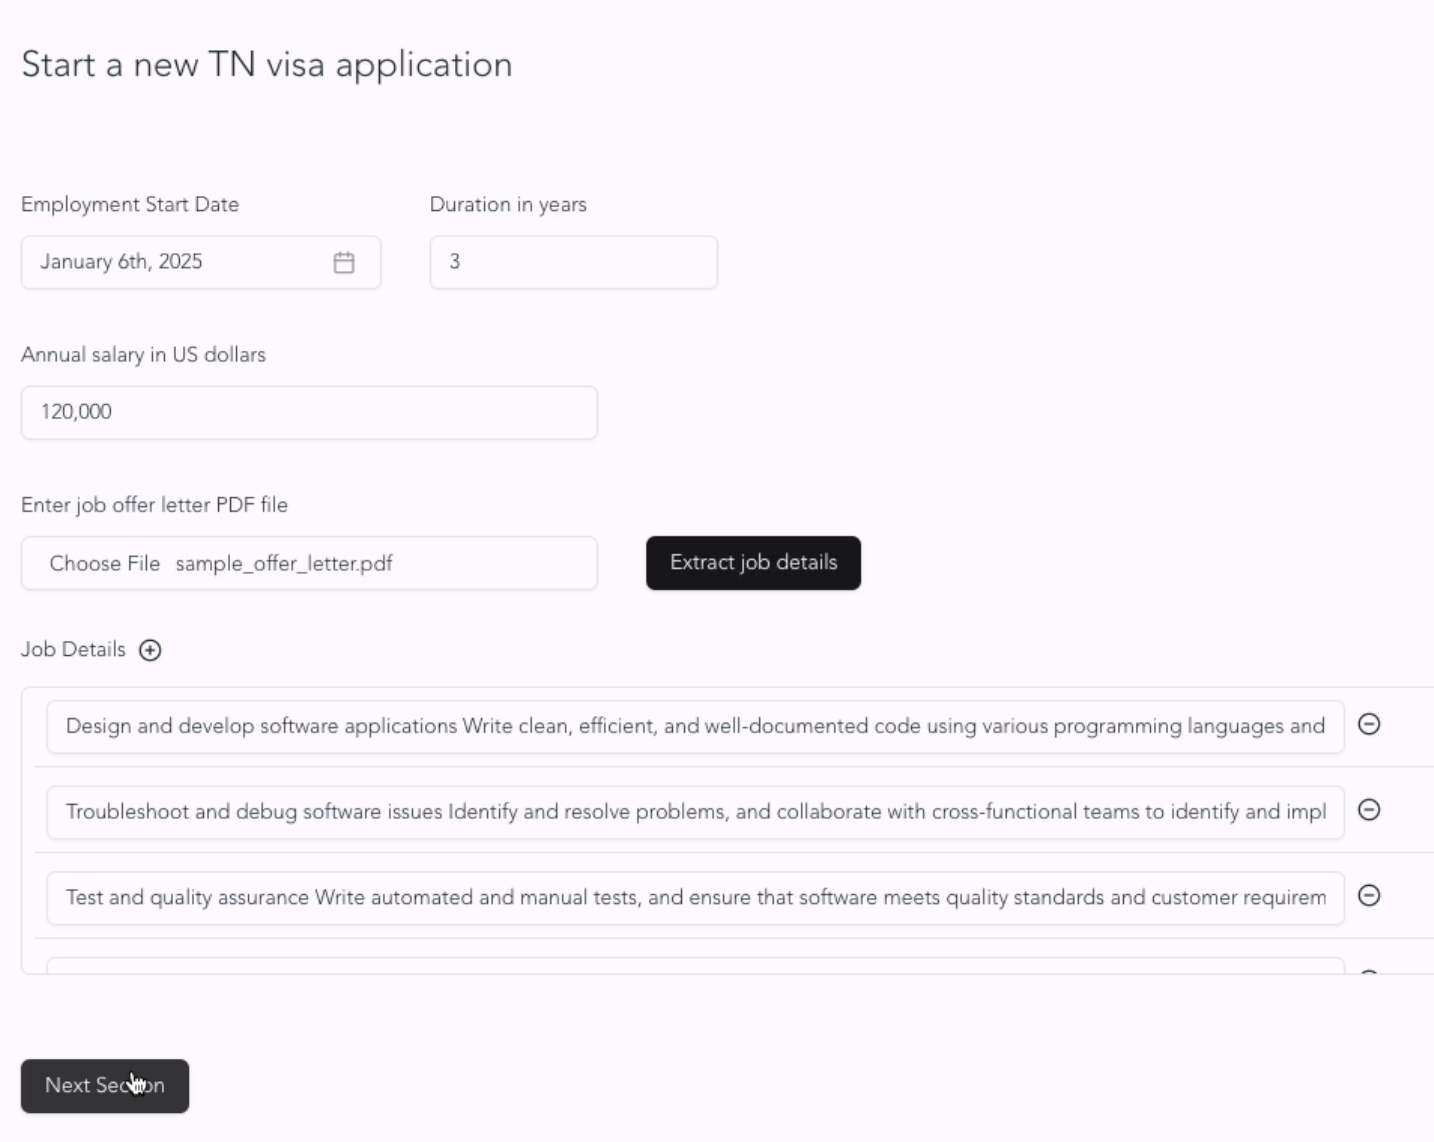 Start a new TN visa application
Employment Start Date
Duration in years
January 6th, 2025
3
Annual salary in US dollars
120,000
Enter job offer letter PDF file
Choose File sample_offer_letter.pdf
Extract job details
Job Details
Design and develop software applications Write clean, efficient, and well-documented code using various programming languages and
Troubleshoot and debug software issues Identify and resolve problems, and collaborate with cross-functional teams to identify and impl
Test and quality assurance Write automated and manual tests, and ensure that software meets quality standards and customer requirem
Next Section